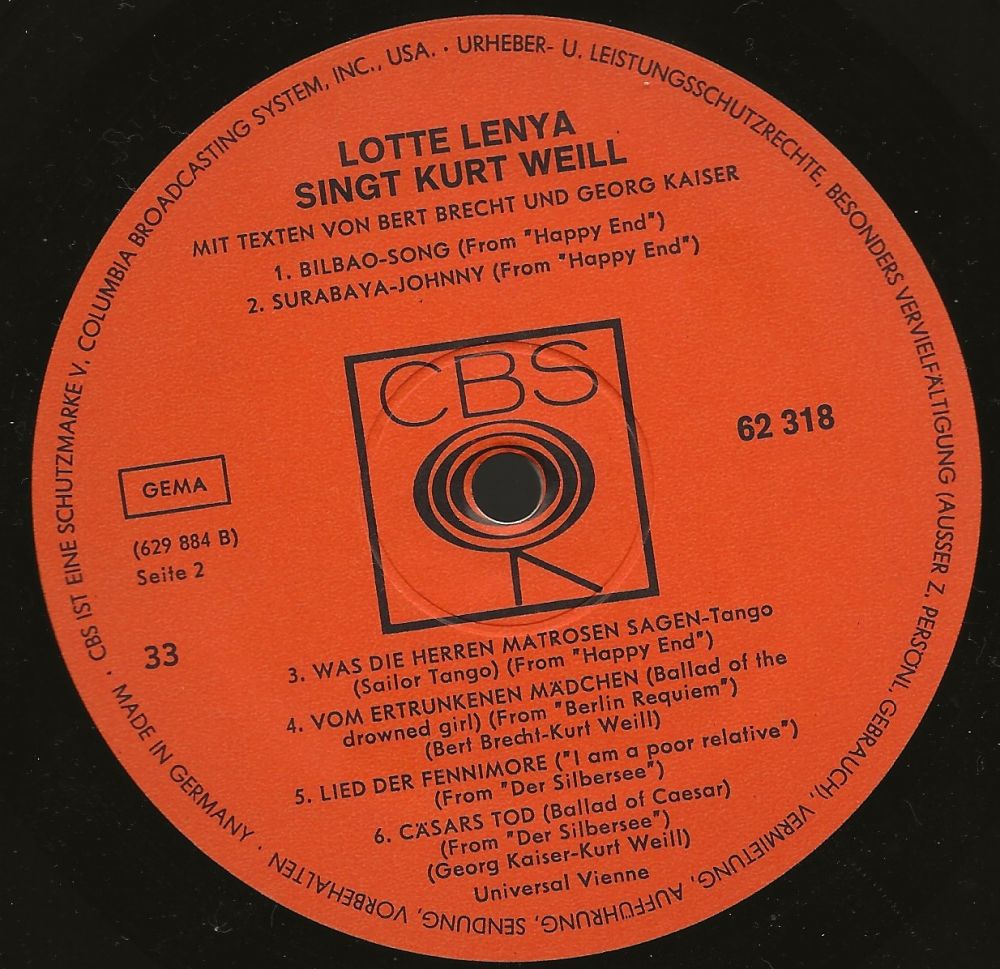 LOTTE LENYA
SINGT KURT WEILL
MIT TEXTEN VON BERT BRECHT UND GEORG KAISER
1. BILBAO-SONG (From "Happy End")
2. SURABAYA-JOHNNY (From "Happy End")
CBS
62 318
GEMA
(629 884 B)
Seite 2
33
3. WAS DIE HERREN MATROSEN SAGEN-Tango
(Sailor Tango) (From "Happy End")
4. VOM ERTRUNKENEN MÄDCHEN (Ballad of the
drowned girl) (From "Berlin Requiem")
(Bert Brecht-Kurt Weill)
5. LIED DER FENNIMORE ("I am a poor relative")
(From "Der Silbersee")
6. CÄSARS TOD (Ballad of Caesar)
(From "Der Silbersee")
(Georg Kaiser-Kurt Weill)
Universal Vienne
· CBS IST EINE SCHUTZMARKE V. COLUMBIA BROADCASTING SYSTEM, INC., USA. · URHEBER- U. LEISTUNGSSCHUTZRECHTE, BESONDERS VERVIELFÄLTIGUNG (AUSSER Z. PERSÖNL. GEBRAUCH), VERMIETUNG, AUFFÜHRUNG, SENDUNG, VORBEHALTEN · MADE IN GERMANY